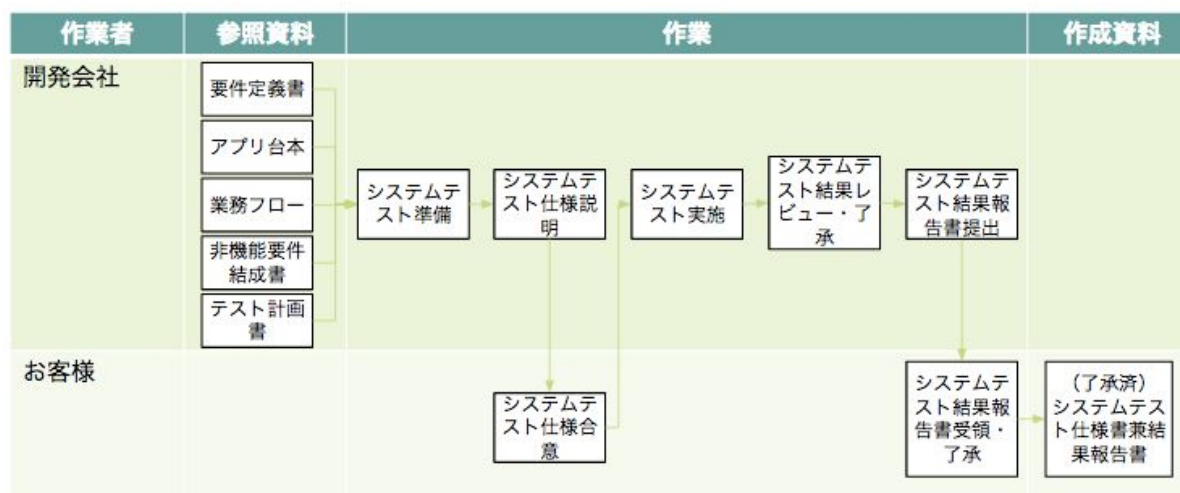 作業者
参照資料
作業
作成資料
開発会社
要件定義書
アプリ台本
業務フロー
非機能要件
結成書
テスト計画
書
システムテ
スト準備
システムテ
スト仕様説
明
システムテ
スト実施
システムテ
スト結果レ
ビュー・了
承
システムテ
スト結果報
告書提出
お客様
システムテ
スト仕様合
意
システムテ
スト結果報
告書受領・
了承
（了承済）
システムテス
ト仕様書兼結
果報告書